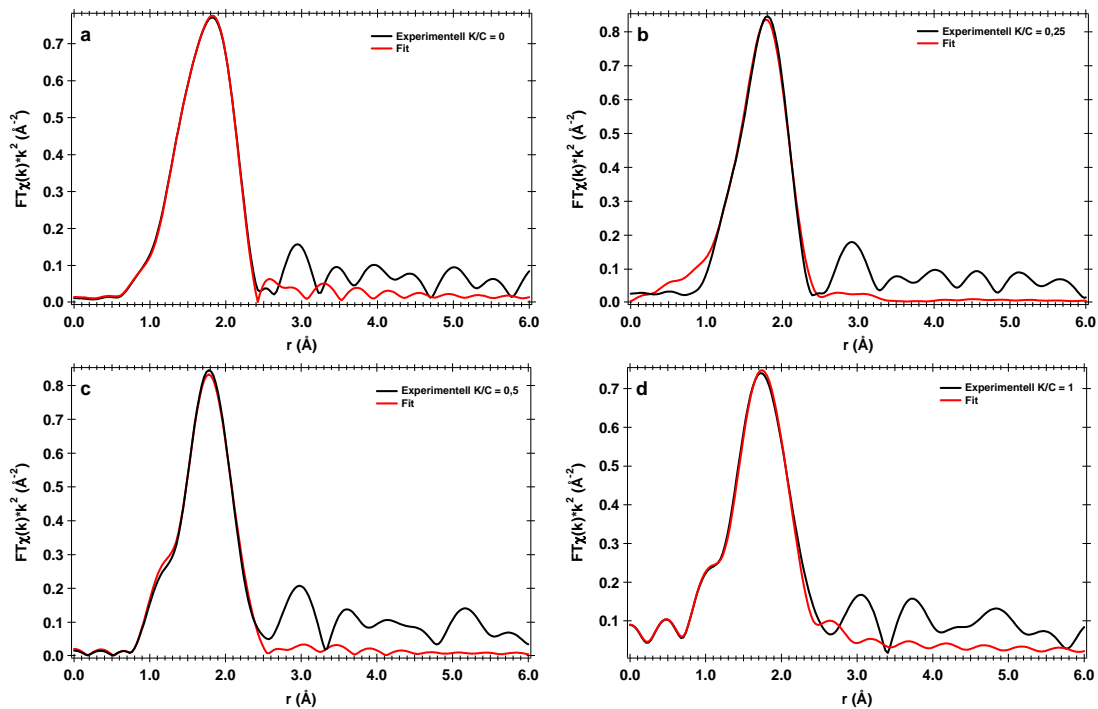 a
Experimentell K/C = 0
Fit
FTχ(k)*k² (Å⁻²)
0.7
0.6
0.5
0.4
0.3
0.2
0.1
0.0
0.0 1.0 2.0 3.0 4.0 5.0 6.0
r (Å)
b
Experimentell K/C = 0,25
Fit
FTχ(k)*k² (Å⁻²)
0.8
0.7
0.6
0.5
0.4
0.3
0.2
0.1
0.0
0.0 1.0 2.0 3.0 4.0 5.0 6.0
r (Å)
c
Experimentell K/C = 0,5
Fit
FTχ(k)*k² (Å⁻²)
0.8
0.7
0.6
0.5
0.4
0.3
0.2
0.1
0.0
0.0 1.0 2.0 3.0 4.0 5.0 6.0
r (Å)
d
Experimentell K/C = 1
Fit
FTχ(k)*k² (Å⁻²)
0.7
0.6
0.5
0.4
0.3
0.2
0.1
0.0 1.0 2.0 3.0 4.0 5.0 6.0
r (Å)